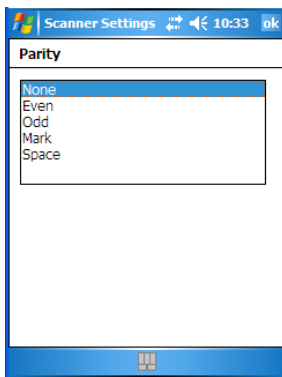 Scanner Settings 10:33 ok
Parity
None
Even
Odd
Mark
Space